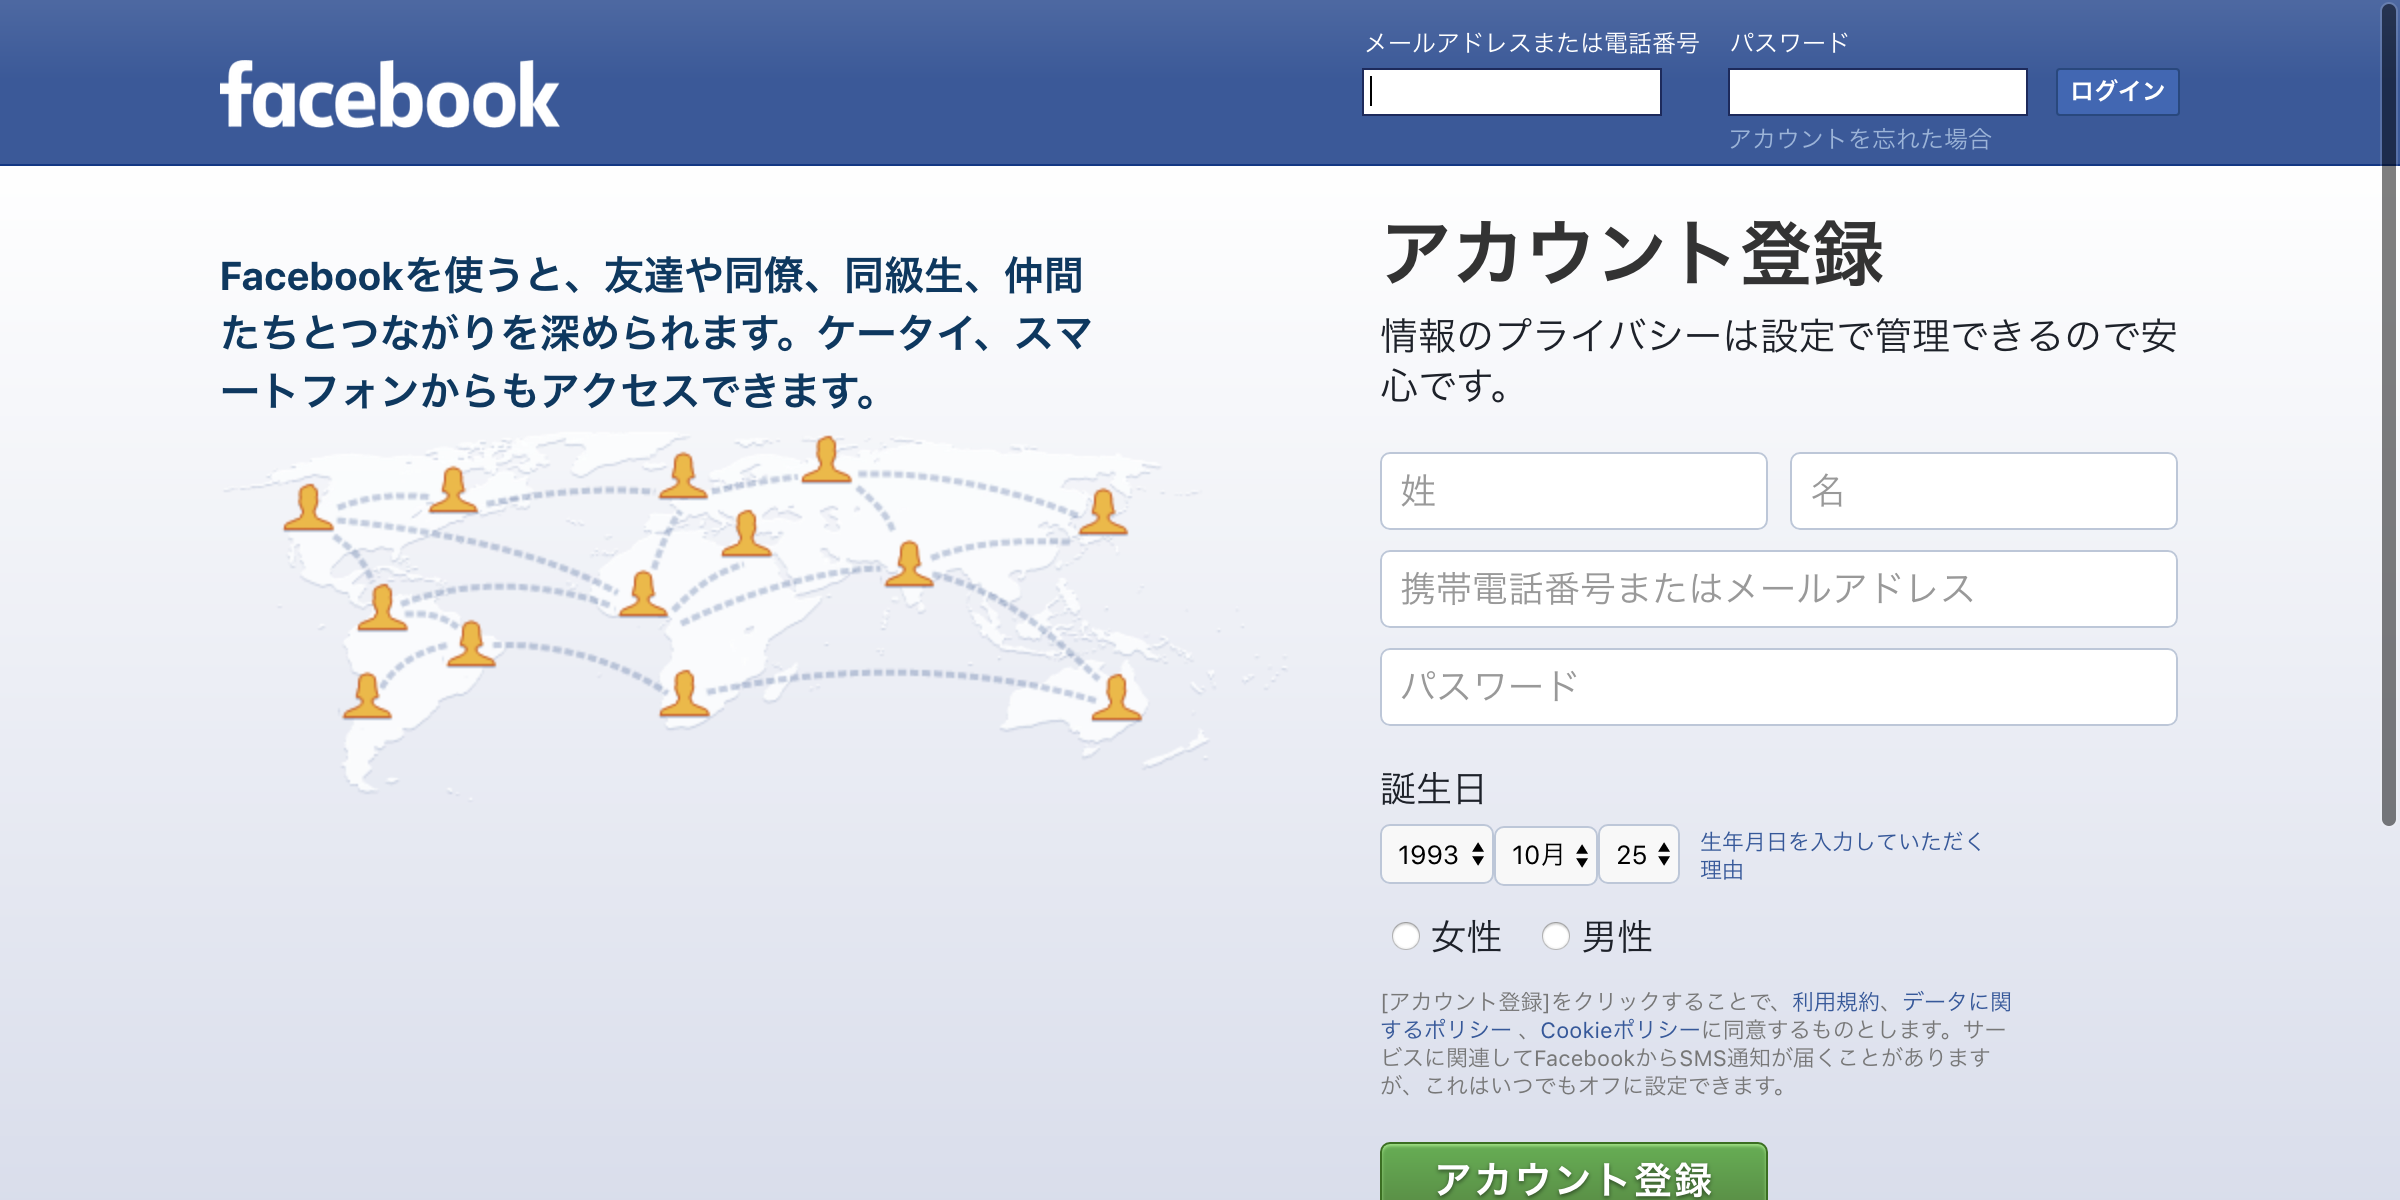 facebook
メールアドレスまたは電話番号
パスワード
ログイン
アカウントを忘れた場合
Facebookを使うと、友達や同僚、同級生、仲間
たちとつながりを深められます。ケータイ、スマ
ートフォンからもアクセスできます。
アカウント登録
情報のプライバシーは設定で管理できるので安
心です。
姓
名
携帯電話番号またはメールアドレス
パスワード
誕生日
1993 10月 25
生年月日を入力していただく
理由
女性 男性
[アカウント登録]をクリックすることで、利用規約、データに関
するポリシー 、Cookieポリシーに同意するものとします。サー
ビスに関連してFacebookからSMS通知が届くことがあります
が、これはいつでもオフに設定できます。
アカウント登録